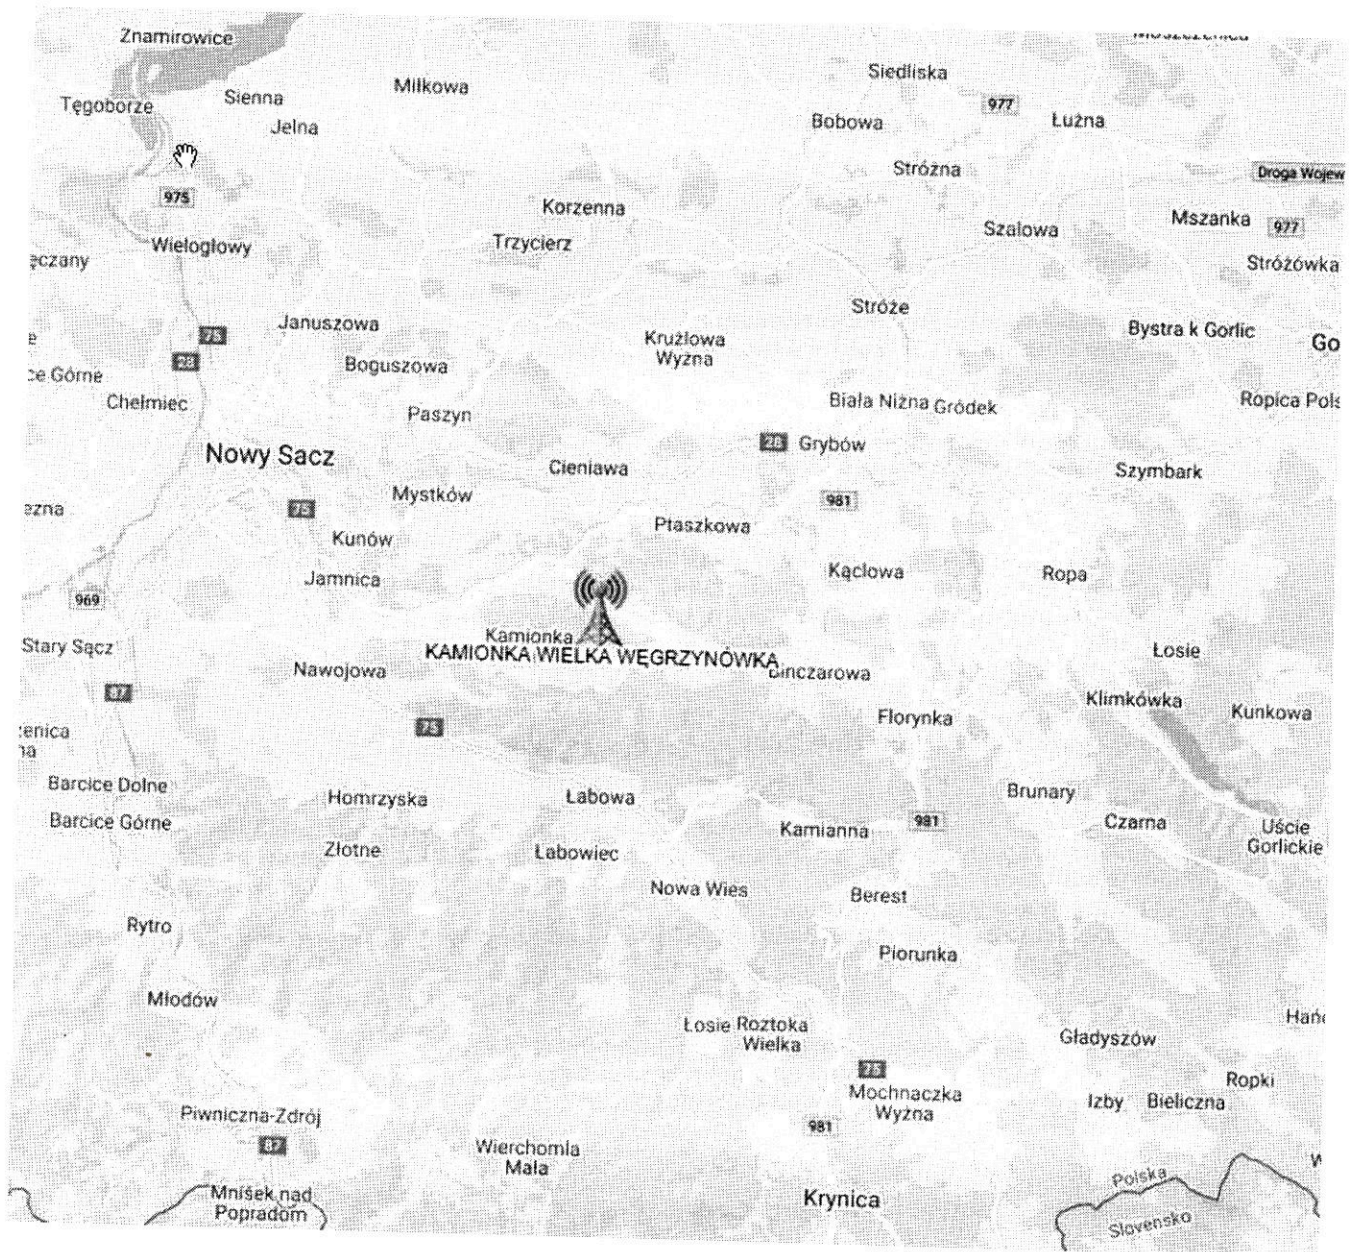 Znamirowice
Siedliska
Milkowa
Sienna
977
Tęgoborze
Bobowa
Łużna
Jelna
Stróżna
Droga Wojew
975
Korzenna
Mszanka
977
Szalowa
Wielogłowy
Trzycierz
ęczany
Stróżówka
Stróże
Januszowa
Bystra k Gorlic
75
Krużlowa
Wyżna
Go
28
Boguszowa
ce Górne
Chełmiec
Biała Niżna
Gródek
Ropica Pols
Paszyn
28
Grybów
Nowy Sacz
Cieniawa
Szymbark
Mystków
981
ezna
75
Ptaszkowa
Kunów
Jamnica
Kąclowa
Ropa
969
Kamionka
Stary Sącz
KAMIONKA WIELKA WĘGRZYNÓWKA
Łosie
Nawojowa
Binczarowa
87
Klimkówka
Kunkowa
75
Florynka
enica
na
Barcice Dolne
Homrzyska
Łabowa
Brunary
Barcice Górne
Kamianna
981
Czarna
Uście
Gorlickie
Złotne
Łabowiec
Nowa Wies
Berest
Rytro
Piorunka
Młodów
Łosie
Roztoka
Wielka
Hańc
Gładyszów
75
Mochnaczka
Wyżna
Ropki
Izby
Bieliczna
Piwniczna-Zdrój
981
87
Wierchomla
Mała
Polska
Mníšek nad
Popradom
Krynica
Slovensko